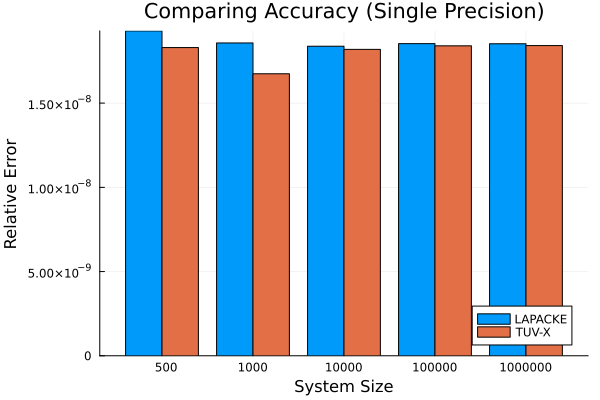 Comparing Accuracy (Single Precision)
Relative Error
1.50×10⁻⁸
1.00×10⁻⁸
5.00×10⁻⁹
0
500 1000 10000 100000 1000000
System Size
LAPACKE
TUV-X